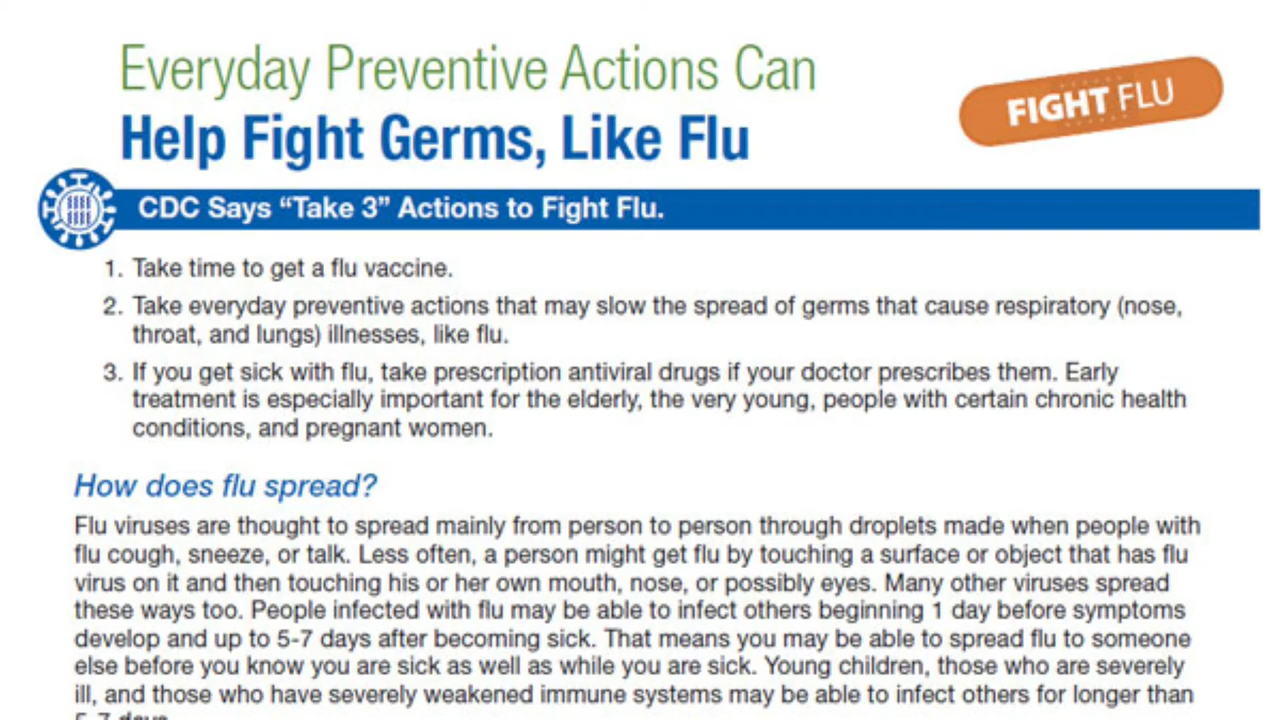 Everyday Preventive Actions Can
Help Fight Germs, Like Flu
FIGHT FLU
CDC Says “Take 3” Actions to Fight Flu.
1. Take time to get a flu vaccine.
2. Take everyday preventive actions that may slow the spread of germs that cause respiratory (nose,
throat, and lungs) illnesses, like flu.
3. If you get sick with flu, take prescription antiviral drugs if your doctor prescribes them. Early
treatment is especially important for the elderly, the very young, people with certain chronic health
conditions, and pregnant women.
How does flu spread?
Flu viruses are thought to spread mainly from person to person through droplets made when people with
flu cough, sneeze, or talk. Less often, a person might get flu by touching a surface or object that has flu
virus on it and then touching his or her own mouth, nose, or possibly eyes. Many other viruses spread
these ways too. People infected with flu may be able to infect others beginning 1 day before symptoms
develop and up to 5-7 days after becoming sick. That means you may be able to spread flu to someone
else before you know you are sick as well as while you are sick. Young children, those who are severely
ill, and those who have severely weakened immune systems may be able to infect others for longer than
5-7 days.